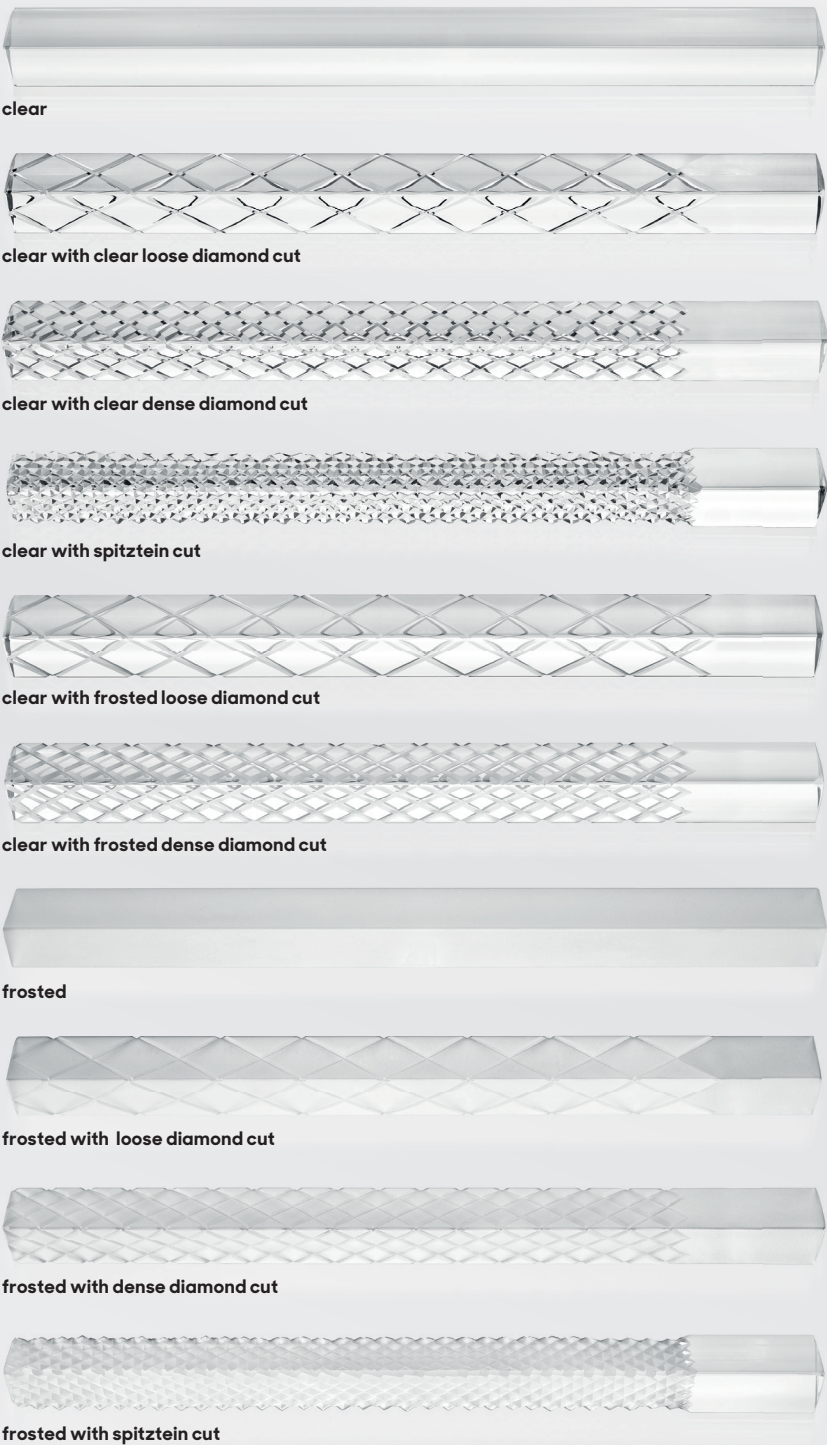 clear
clear with clear loose diamond cut
clear with clear dense diamond cut
clear with spitztein cut
clear with frosted loose diamond cut
clear with frosted dense diamond cut
frosted
frosted with loose diamond cut
frosted with dense diamond cut
frosted with spitztein cut